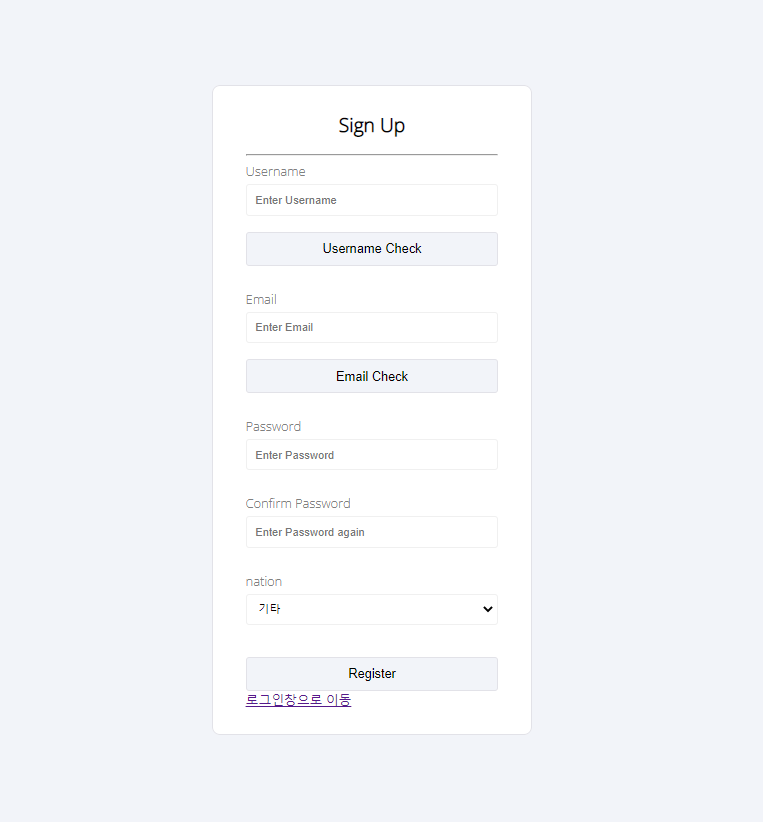 Sign Up
Username
Enter Username
Username Check
Email
Enter Email
Email Check
Password
Enter Password
Confirm Password
Enter Password again
nation
기타
Register
로그인창으로 이동